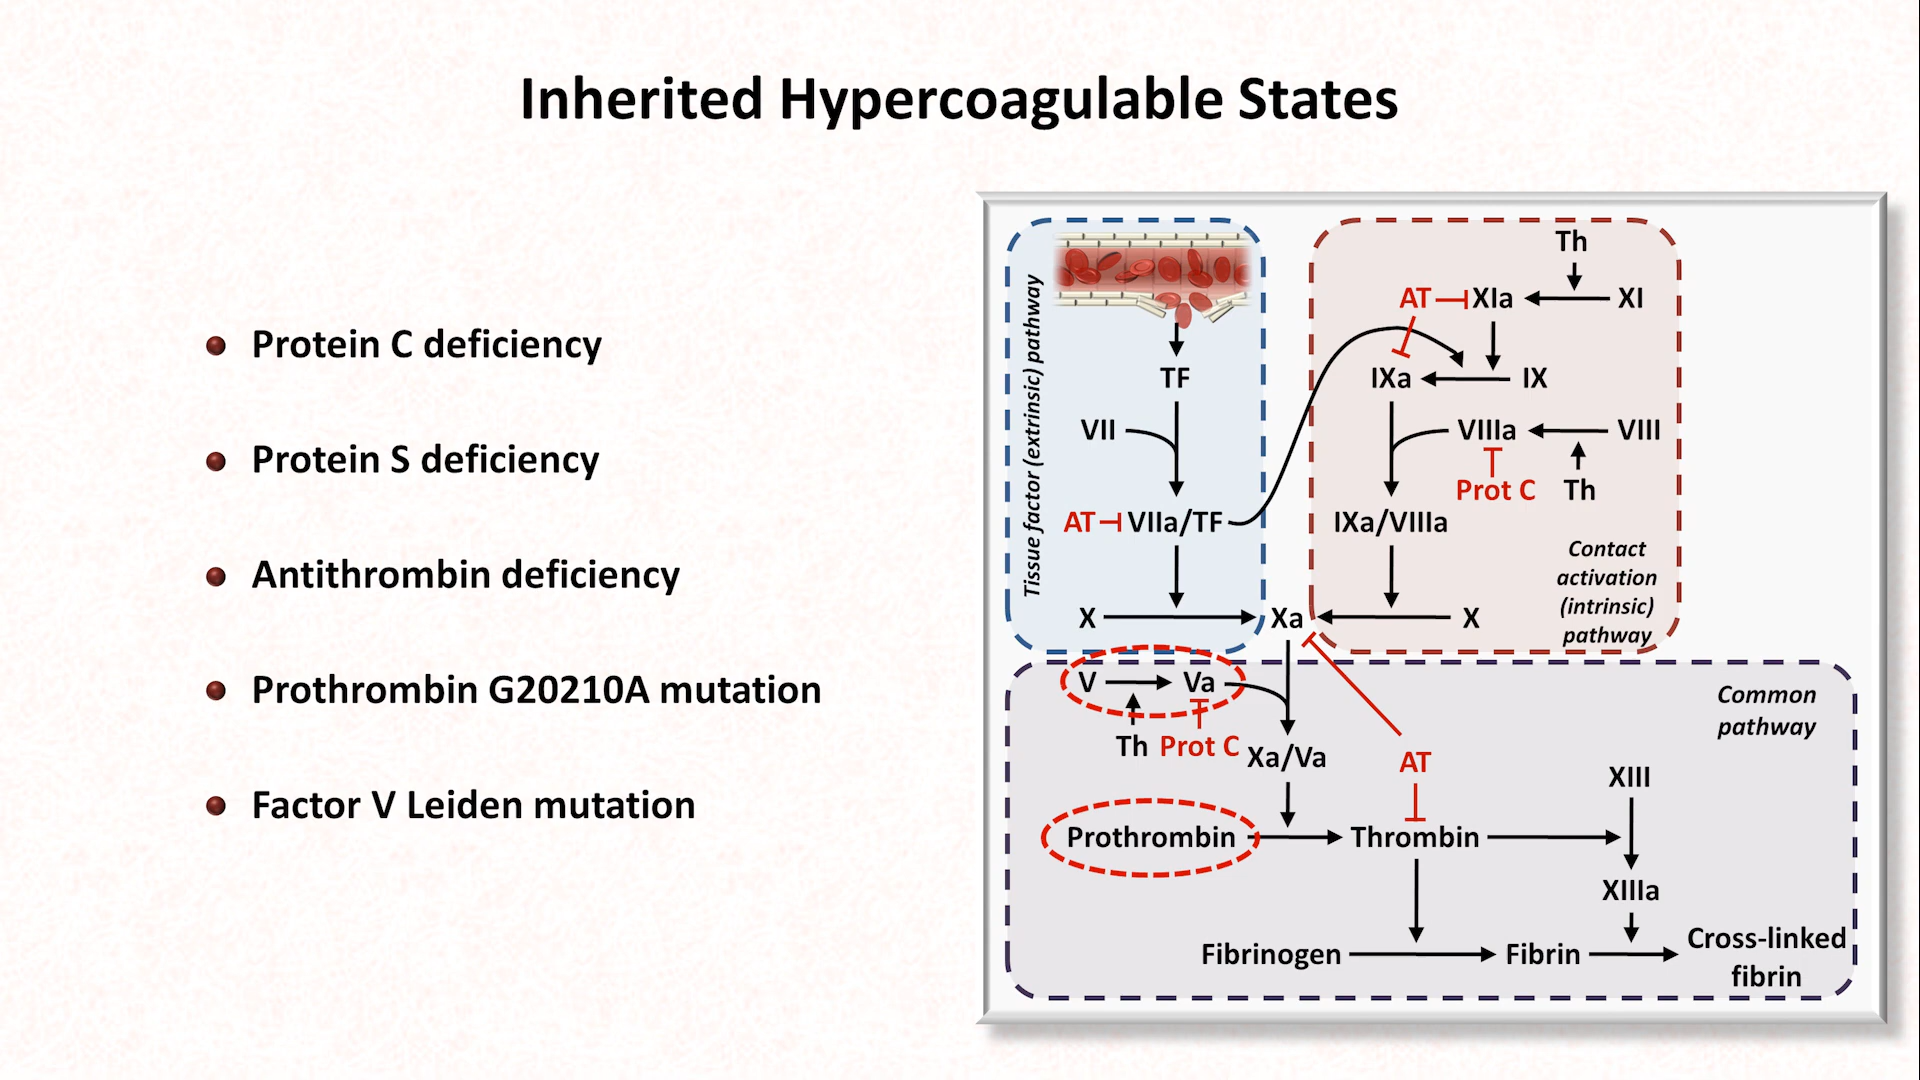 Inherited Hypercoagulable States
Protein C deficiency
Protein S deficiency
Antithrombin deficiency
Prothrombin G20210A mutation
Factor V Leiden mutation
Tissue factor (extrinsic) pathway
TF
VII
AT VIIa/TF
X Xa X
Th
AT XIa XI
IXa IX
VIIIa VIII
Prot C Th
IXa/VIIIa
Contact
activation
(intrinsic)
pathway
Common
pathway
V Va
Th Prot C Xa/Va
AT
XIII
Prothrombin Thrombin
XIIIa
Fibrinogen Fibrin Cross-linked
fibrin